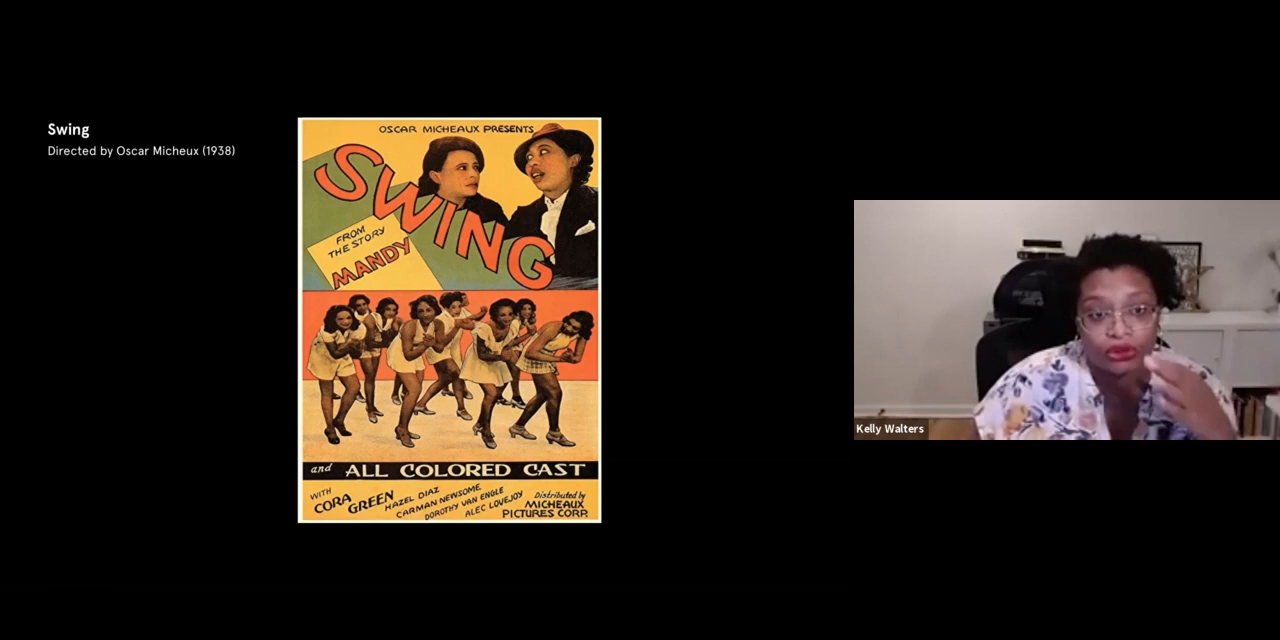 Swing
Directed by Oscar Micheux (1938)
OSCAR MICHEAUX PRESENTS
SWING
FROM
THE STORY
MANDY
and ALL COLORED CAST
WITH
CORA GREEN
HAZEL DIAZ
CARMAN NEWSOME
DOROTHY VAN ENGLE
ALEC LOVEJOY
Distributed by
MICHEAUX
PICTURES CORP.
Kelly Walters